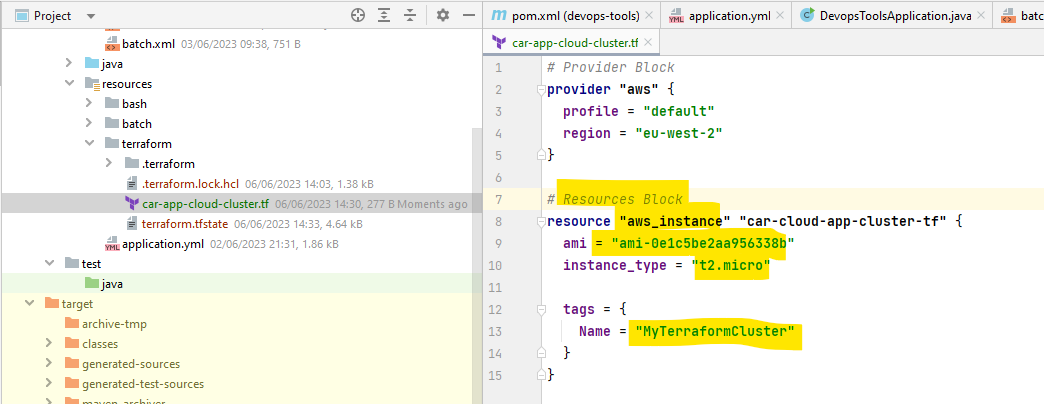 Project
batch.xml 03/06/2023 09:38, 751 B
java
resources
bash
batch
terraform
.terraform
.terraform.lock.hcl 06/06/2023 14:03, 1.38 kB
car-app-cloud-cluster.tf 06/06/2023 14:30, 277 B Moments ago
terraform.tfstate 06/06/2023 14:33, 4.64 kB
application.yml 02/06/2023 21:31, 1.86 kB
test
java
target
archive-tmp
classes
generated-sources
generated-test-sources
maven-archiver
pom.xml (devops-tools)
application.yml
DevopsToolsApplication.java
batc
car-app-cloud-cluster.tf
1 # Provider Block
2 provider "aws" {
3 profile = "default"
4 region = "eu-west-2"
5 }
6
7 # Resources Block
8 resource "aws_instance" "car-cloud-app-cluster-tf" {
9 ami = "ami-0e1c5be2aa956338b"
10 instance_type = "t2.micro"
11
12 tags = {
13 Name = "MyTerraformCluster"
14 }
15 }